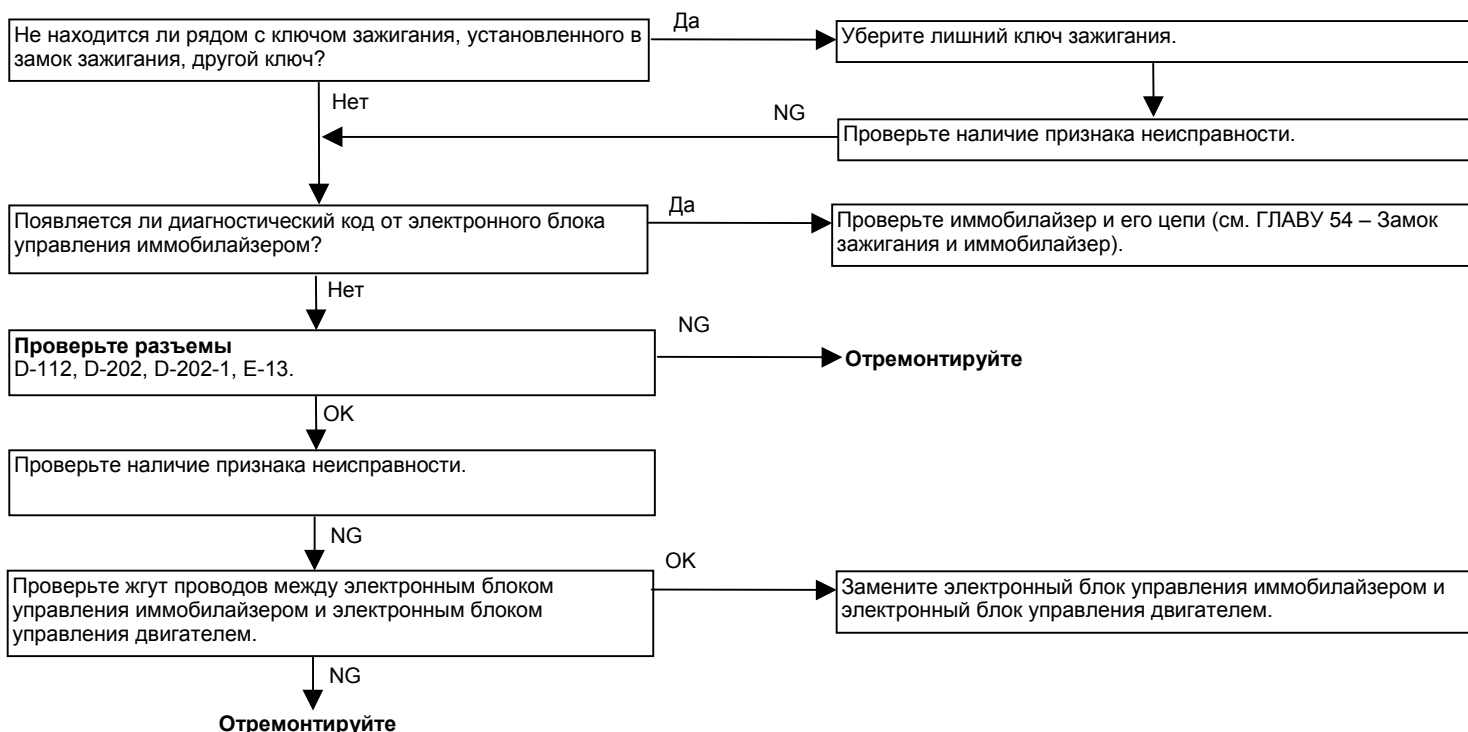 Не находится ли рядом с ключом зажигания, установленного в
замок зажигания, другой ключ?
Да
Уберите лишний ключ зажигания.
Нет
NG
Проверьте наличие признака неисправности.
Появляется ли диагностический код от электронного блока
управления иммобилайзером?
Да
Проверьте иммобилайзер и его цепи (см. ГЛАВУ 54 – Замок
зажигания и иммобилайзер).
Нет
Проверьте разъемы
D-112, D-202, D-202-1, E-13.
NG
Отремонтируйте
OK
Проверьте наличие признака неисправности.
NG
Проверьте жгут проводов между электронным блоком
управления иммобилайзером и электронным блоком
управления двигателем.
OK
Замените электронный блок управления иммобилайзером и
электронный блок управления двигателем.
NG
Отремонтируйте